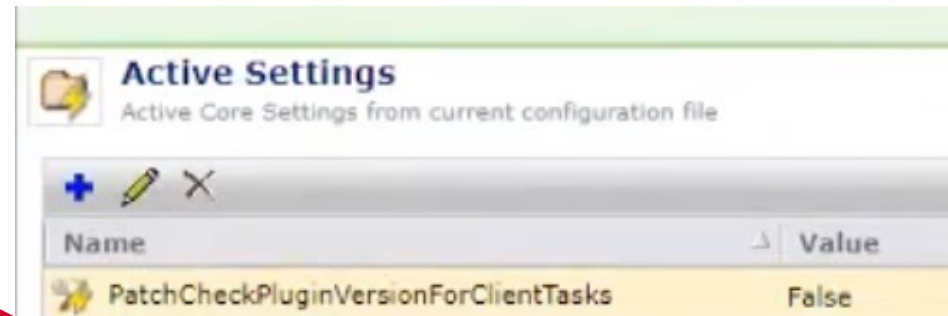 Active Settings
Active Core Settings from current configuration file
Name Value
PatchCheckPluginVersionForClientTasks False